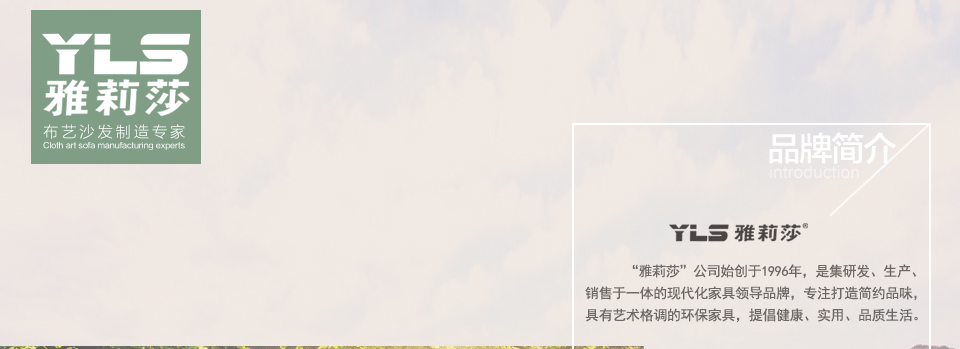 YLS
雅莉莎
布艺沙发制造专家
Cloth art sofa manufacturing experts
品牌简介
introduction
YLS 雅莉莎®
“雅莉莎”公司始创于1996年，是集研发、生产、
销售于一体的现代化家具领导品牌，专注打造简约品味，
具有艺术格调的环保家具，提倡健康、实用、品质生活。